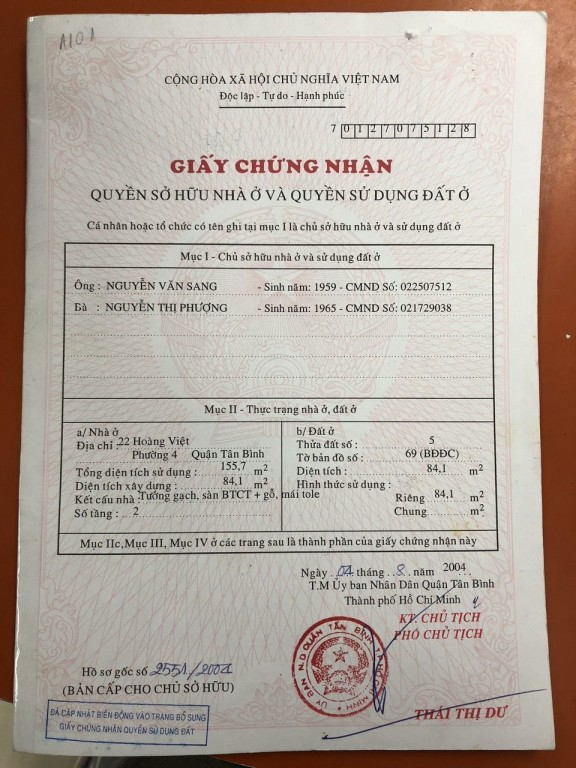 A101
CỘNG HÒA XÃ HỘI CHỦ NGHĨA VIỆT NAM
Độc lập - Tự do - Hạnh phúc
7 0 1 2 7 0 7 5 1 2 8
GIẤY CHỨNG NHẬN
QUYỀN SỞ HỮU NHÀ Ở VÀ QUYỀN SỬ DỤNG ĐẤT Ở
Cá nhân hoặc tổ chức có tên ghi tại mục I là chủ sở hữu nhà ở và sử dụng đất ở
Mục I - Chủ sở hữu nhà ở và sử dụng đất ở
Ông : NGUYỄN VĂN SANG - Sinh năm: 1959 - CMND Số: 022507512
Bà : NGUYỄN THỊ PHƯỢNG - Sinh năm: 1965 - CMND Số: 021729038
Mục II - Thực trạng nhà ở, đất ở
a/ Nhà ở
Địa chỉ : 22 Hoàng Việt
Phường 4 Quận Tân Bình
Tổng diện tích sử dụng : 155,7 m2
Diện tích xây dựng : 84,1 m2
Kết cấu nhà : Tường gạch, sàn BTCT + gỗ, mái tole
Số tầng : 2
b/ Đất ở
Thửa đất số : 5
Tờ bản đồ số : 69 (BĐĐC)
Diện tích : 84,1 m2
Hình thức sử dụng :
Riêng 84,1 m2
Chung m2
Mục IIc, Mục III, Mục IV ở các trang sau là thành phần của giấy chứng nhận này
Ngày 04 tháng 8 năm 2004
T.M Ủy ban Nhân Dân Quận Tân Bình
Thành phố Hồ Chí Minh
KT. CHỦ TỊCH
PHÓ CHỦ TỊCH
ỦY BAN N.D QUẬN TÂN BÌNH
THÁI THỊ DƯ
Hồ sơ gốc số 2551/2004
(BẢN CẤP CHO CHỦ SỞ HỮU)
ĐÃ CẬP NHẬT BIẾN ĐỘNG VÀO TRANG BỔ SUNG
GIẤY CHỨNG NHẬN QUYỀN SỬ DỤNG ĐẤT